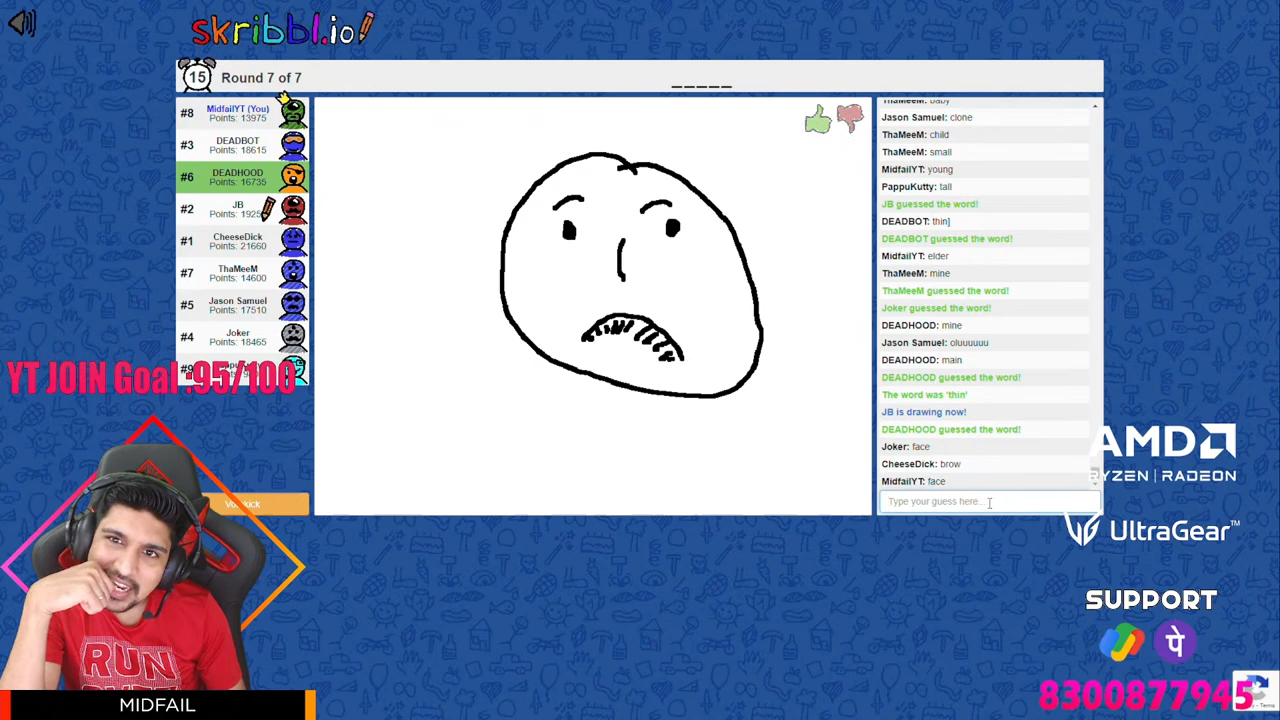 skribbl.io
15
Round 7 of 7
_____
#8
MidfailYT (You)
Points: 13975
#3
DEADBOT
Points: 18615
#6
DEADHOOD
Points: 16735
#2
JB
#1
CheeseDick
Points: 21660
#7
ThaMeeM
Points: 14600
#5
Jason Samuel
Points: 17510
#4
Joker
Points: 18465
ThaMeeM: baby
Jason Samuel: clone
ThaMeeM: child
ThaMeeM: small
MidfailYT: young
PappuKutty: tall
JB guessed the word!
DEADBOT: thin]
DEADBOT guessed the word!
MidfailYT: elder
ThaMeeM: mine
ThaMeeM guessed the word!
Joker guessed the word!
DEADHOOD: mine
Jason Samuel: oluuuuuu
DEADHOOD: main
DEADHOOD guessed the word!
The word was 'thin'
JB is drawing now!
DEADHOOD guessed the word!
Joker: face
CheeseDick: brow
MidfailYT: face
Type your guess here...
YT JOIN Goal :95/100
AMD
RYZEN | RADEON
UltraGear™
SUPPORT
पे
8300877945
RUN
MIDFAIL